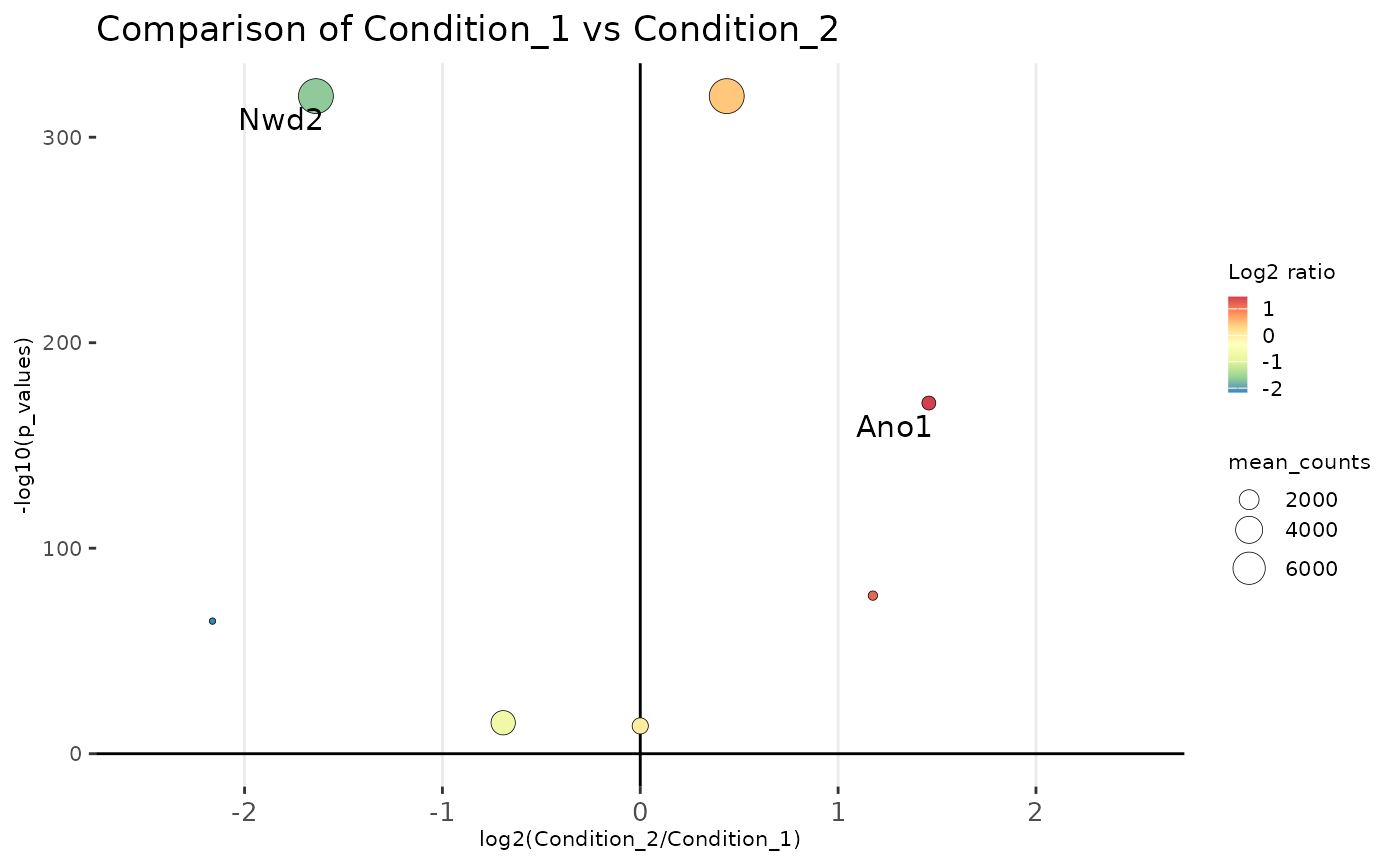 Comparison of Condition_1 vs Condition_2
Nwd2
Ano1
300
200
100
0
-log10(p_values)
-2
-1
0
1
2
log2(Condition_2/Condition_1)
Log2 ratio
1
0
-1
-2
mean_counts
2000
4000
6000